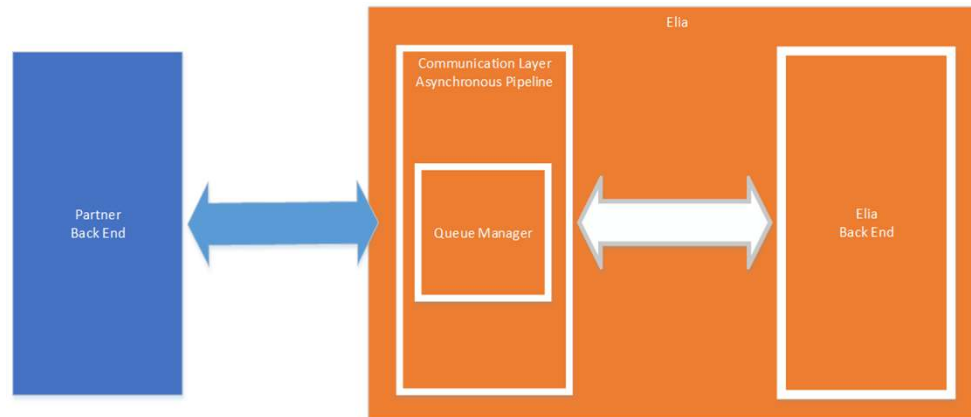 Elia
Communication Layer
Asynchronous Pipeline
Partner
Back End
Queue Manager
Elia
Back End